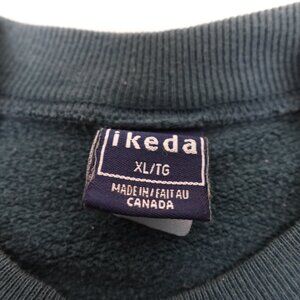 ikeda
XL/TG
MADE IN / FAIT AU
CANADA